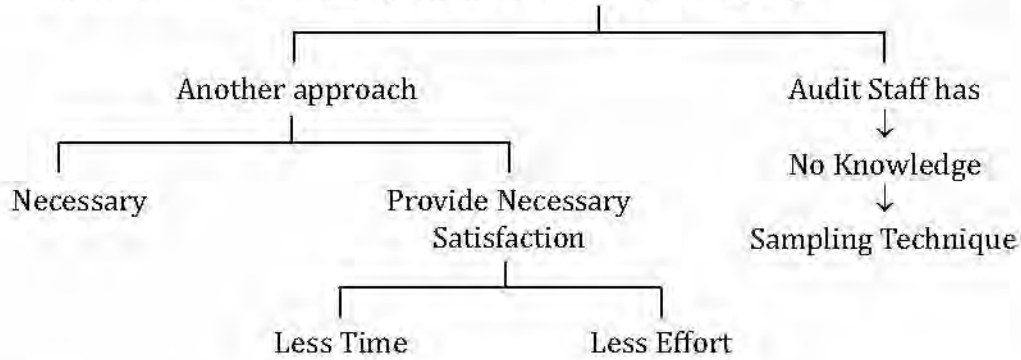 Another approach
Audit Staff has
↓
No Knowledge
↓
Sampling Technique
Necessary
Provide Necessary
Satisfaction
Less Time
Less Effort